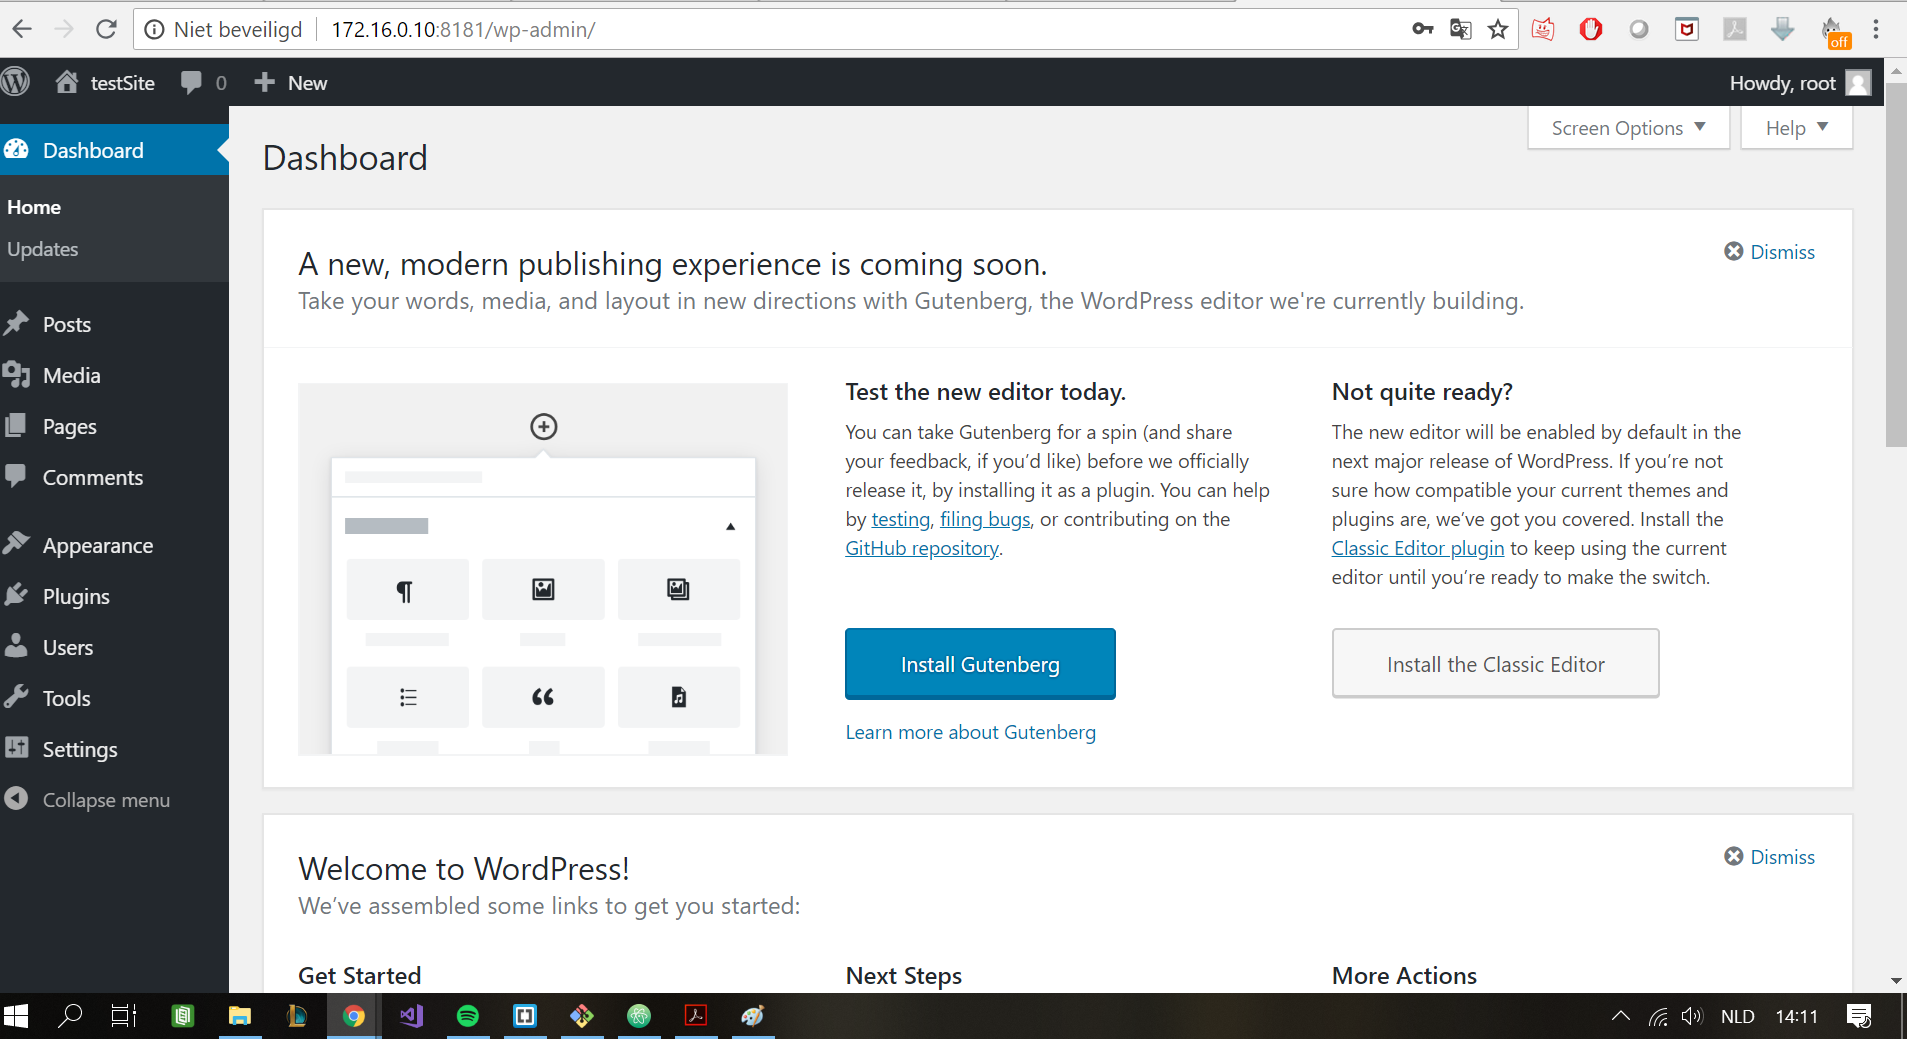 Niet beveiligd
172.16.0.10:8181/wp-admin/
off
testSite
0
New
Howdy, root
Dashboard
Home
Updates
Posts
Media
Pages
Comments
Appearance
Plugins
Users
Tools
Settings
Collapse menu
Screen Options
Help
Dashboard
A new, modern publishing experience is coming soon.
Dismiss
Take your words, media, and layout in new directions with Gutenberg, the WordPress editor we're currently building.
Test the new editor today.
You can take Gutenberg for a spin (and share
your feedback, if you’d like) before we officially
release it, by installing it as a plugin. You can help
by testing, filing bugs, or contributing on the
GitHub repository.
Install Gutenberg
Learn more about Gutenberg
Not quite ready?
The new editor will be enabled by default in the
next major release of WordPress. If you’re not
sure how compatible your current themes and
plugins are, we’ve got you covered. Install the
Classic Editor plugin to keep using the current
editor until you’re ready to make the switch.
Install the Classic Editor
Welcome to WordPress!
Dismiss
We’ve assembled some links to get you started:
Get Started
Next Steps
More Actions
NLD
14:11